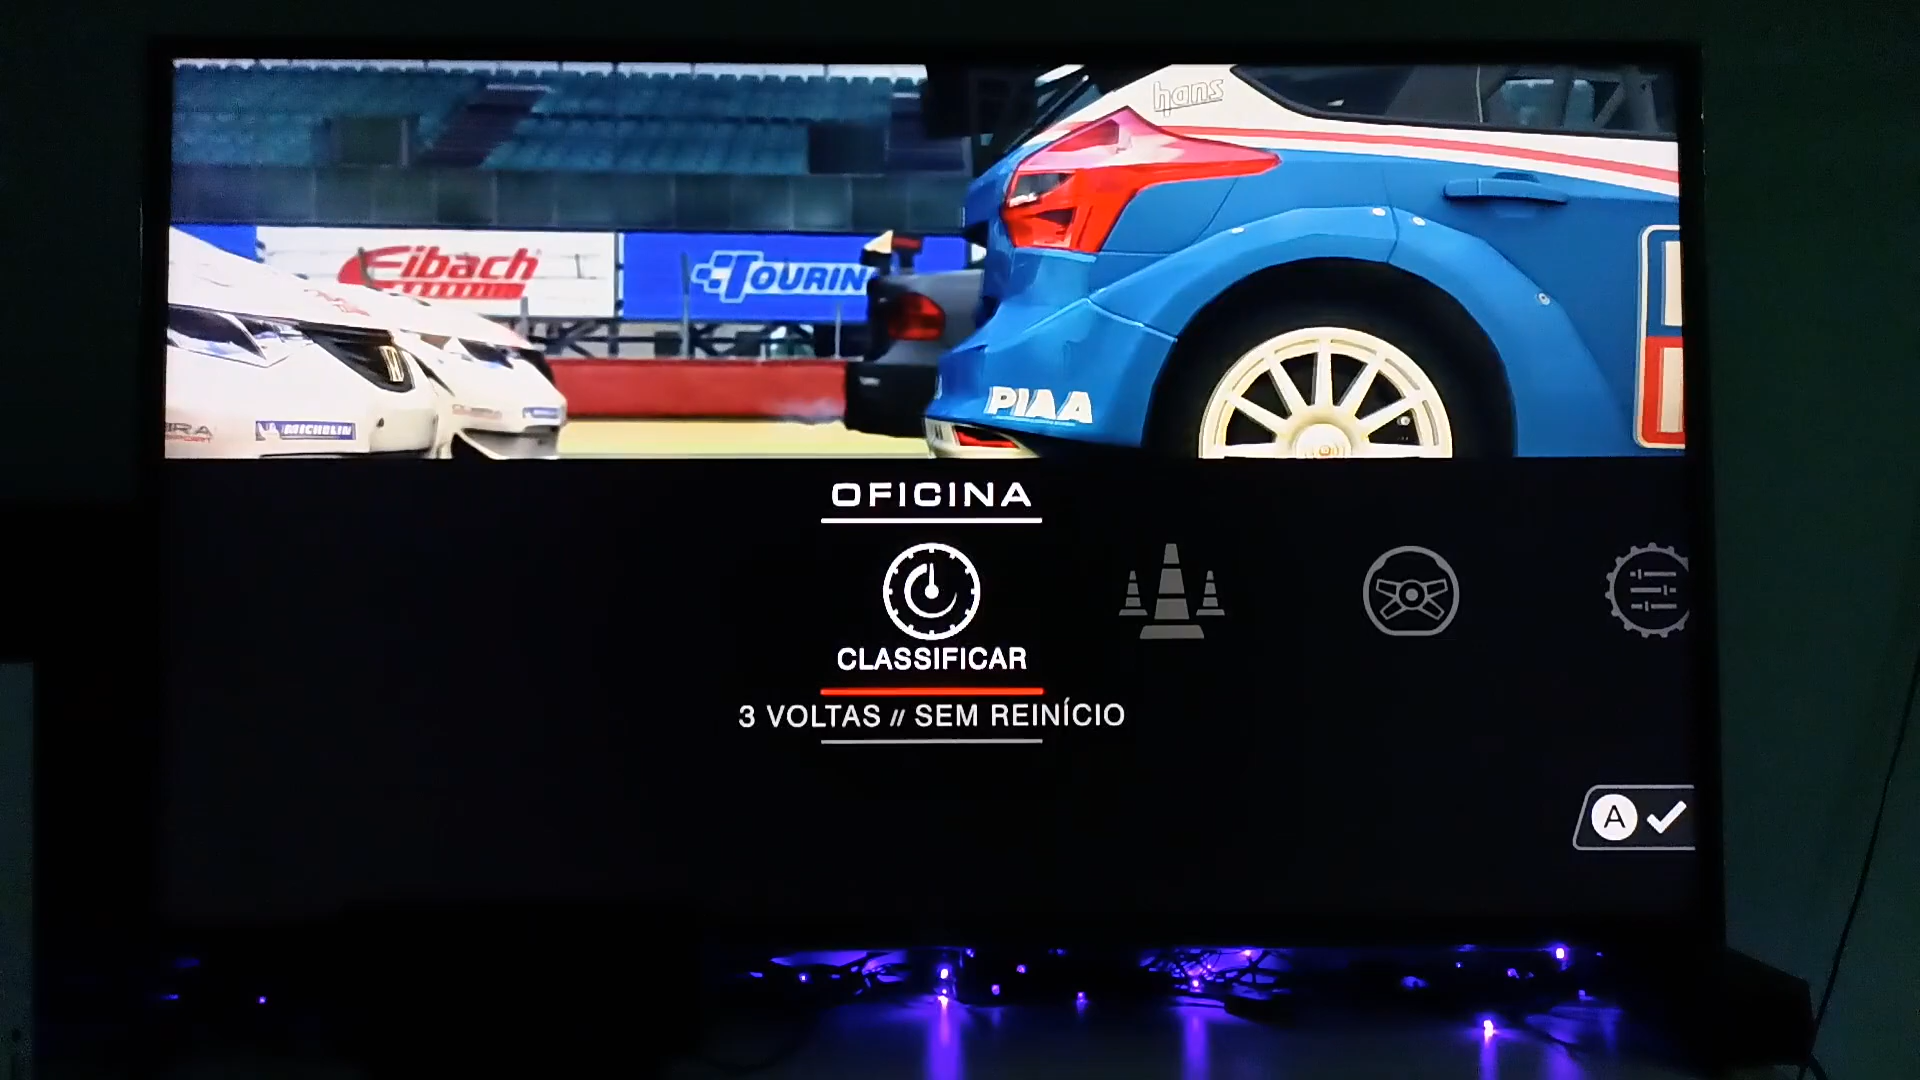 hans
Eibach
TOURIN
PIAA
MICHELIN
OFICINA
CLASSIFICAR
3 VOLTAS // SEM REINÍCIO
A